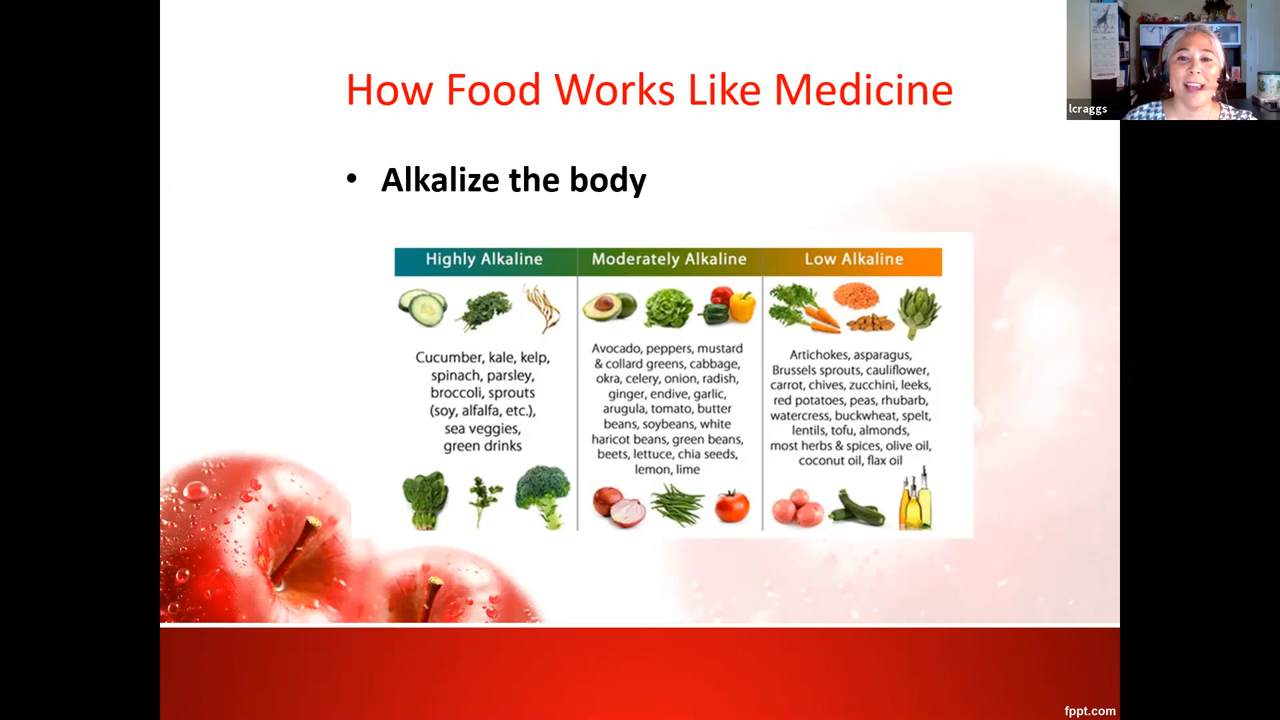 How Food Works Like Medicine
lcraggs
• Alkalize the body
Highly Alkaline
Cucumber, kale, kelp,
spinach, parsley,
broccoli, sprouts
(soy, alfalfa, etc.),
sea veggies,
green drinks
Moderately Alkaline
Avocado, peppers, mustard
& collard greens, cabbage,
okra, celery, onion, radish,
ginger, endive, garlic,
arugula, tomato, butter
beans, soybeans, white
haricot beans, green beans,
beets, lettuce, chia seeds,
lemon, lime
Low Alkaline
Artichokes, asparagus,
Brussels sprouts, cauliflower,
carrot, chives, zucchini, leeks,
red potatoes, peas, rhubarb,
watercress, buckwheat, spelt,
lentils, tofu, almonds,
most herbs & spices, olive oil,
coconut oil, flax oil
fppt.com